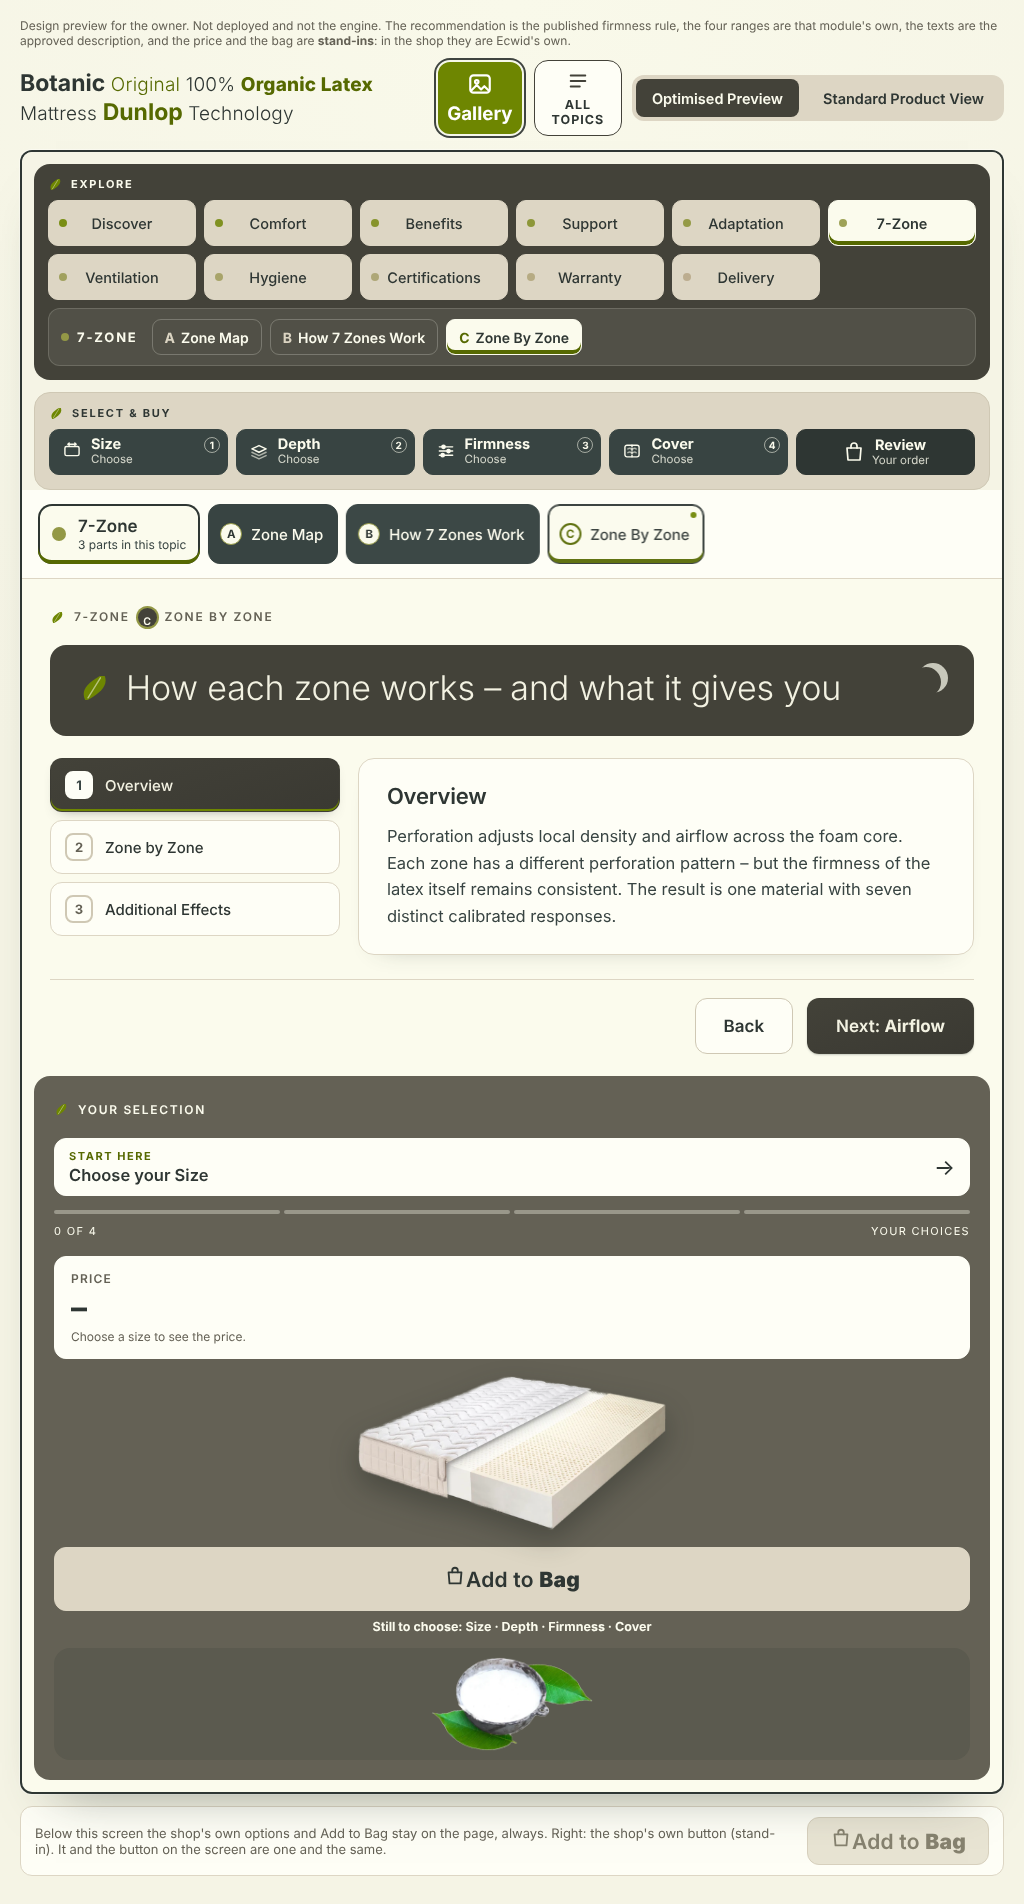 Design preview for the owner. Not deployed and not the engine. The recommendation is the published firmness rule, the four ranges are that module's own, the texts are the
approved description, and the price and the bag are stand-ins: in the shop they are Ecwid's own.
Botanic Original 100% Organic Latex
Mattress Dunlop Technology
Gallery
ALL
TOPICS
Optimised Preview
Standard Product View
EXPLORE
Discover
Comfort
Benefits
Support
Adaptation
7-Zone
Ventilation
Hygiene
Certifications
Warranty
Delivery
7-ZONE
A Zone Map
B How 7 Zones Work
C Zone By Zone
SELECT & BUY
Size
Choose
1
Depth
Choose
2
Firmness
Choose
3
Cover
Choose
4
Review
Your order
7-Zone
3 parts in this topic
A Zone Map
B How 7 Zones Work
C Zone By Zone
7-ZONE C ZONE BY ZONE
How each zone works – and what it gives you
1 Overview
2 Zone by Zone
3 Additional Effects
Overview
Perforation adjusts local density and airflow across the foam core.
Each zone has a different perforation pattern – but the firmness of the
latex itself remains consistent. The result is one material with seven
distinct calibrated responses.
Back
Next: Airflow
YOUR SELECTION
START HERE
Choose your Size
0 OF 4
YOUR CHOICES
PRICE
–
Choose a size to see the price.
Add to Bag
Still to choose: Size · Depth · Firmness · Cover
Below this screen the shop's own options and Add to Bag stay on the page, always. Right: the shop's own button (stand-
in). It and the button on the screen are one and the same.
Add to Bag